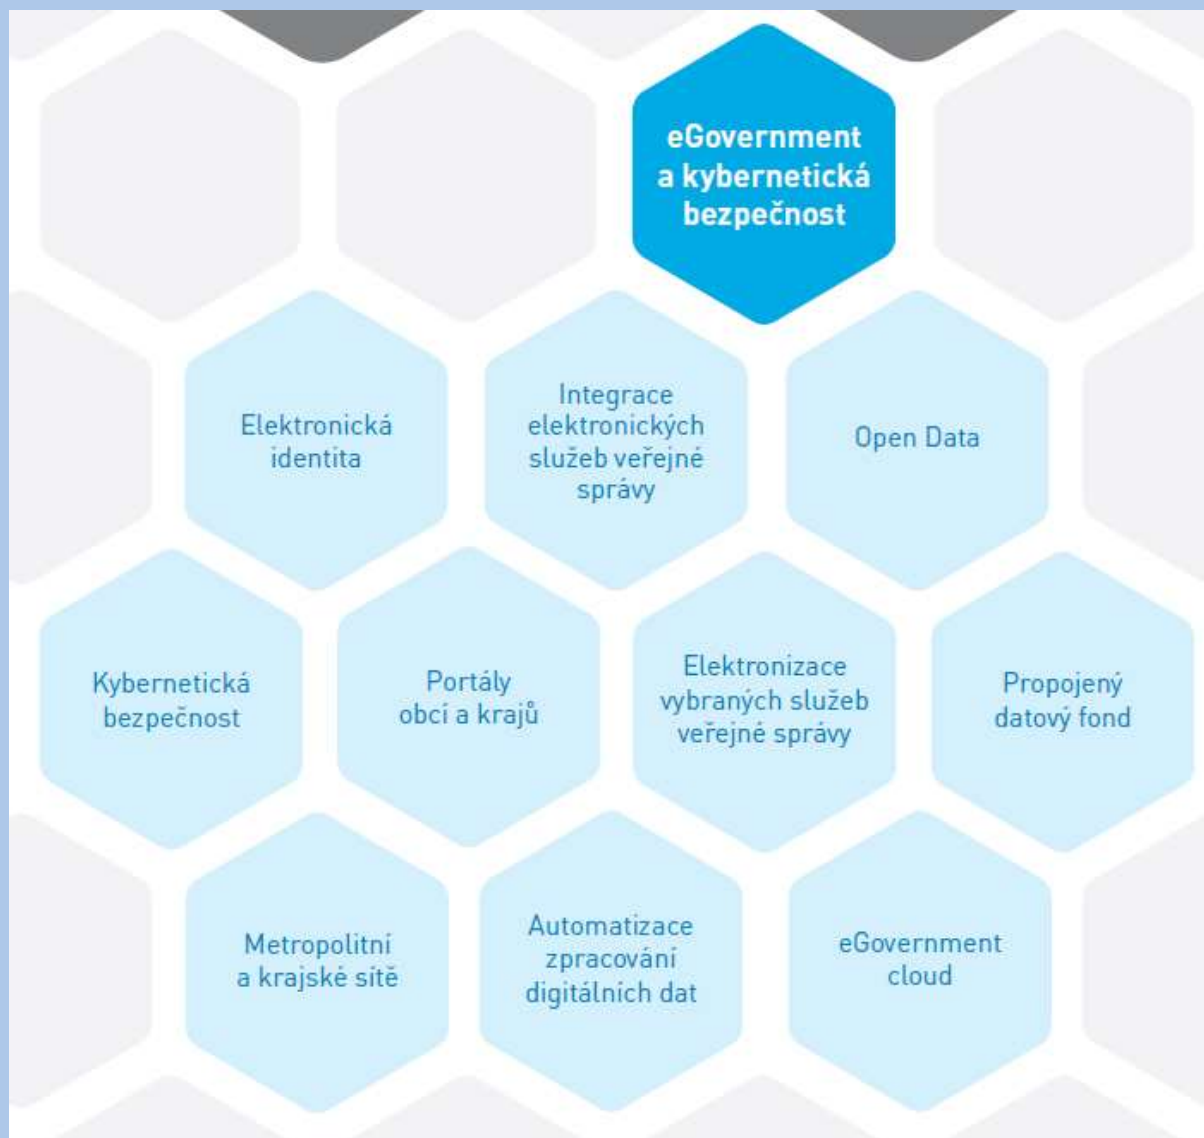 eGovernment
a kybernetická
bezpečnost
Elektronická
identita
Integrace
elektronických
služeb veřejné
správy
Open Data
Kybernetická
bezpečnost
Portály
obcí a krajů
Elektronizace
vybraných služeb
veřejné správy
Propojený
datový fond
Metropolitní
a krajské sítě
Automatizace
zpracování
digitálních dat
eGovernment
cloud